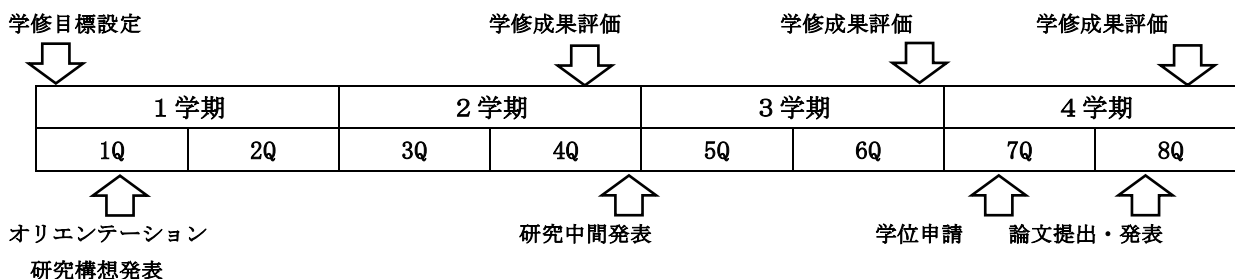 学修目標設定 学修成果評価 学修成果評価 学修成果評価
1学期 2学期 3学期 4学期
1Q 2Q 3Q 4Q 5Q 6Q 7Q 8Q
オリエンテーション 研究中間発表 学位申請 論文提出・発表
研究構想発表